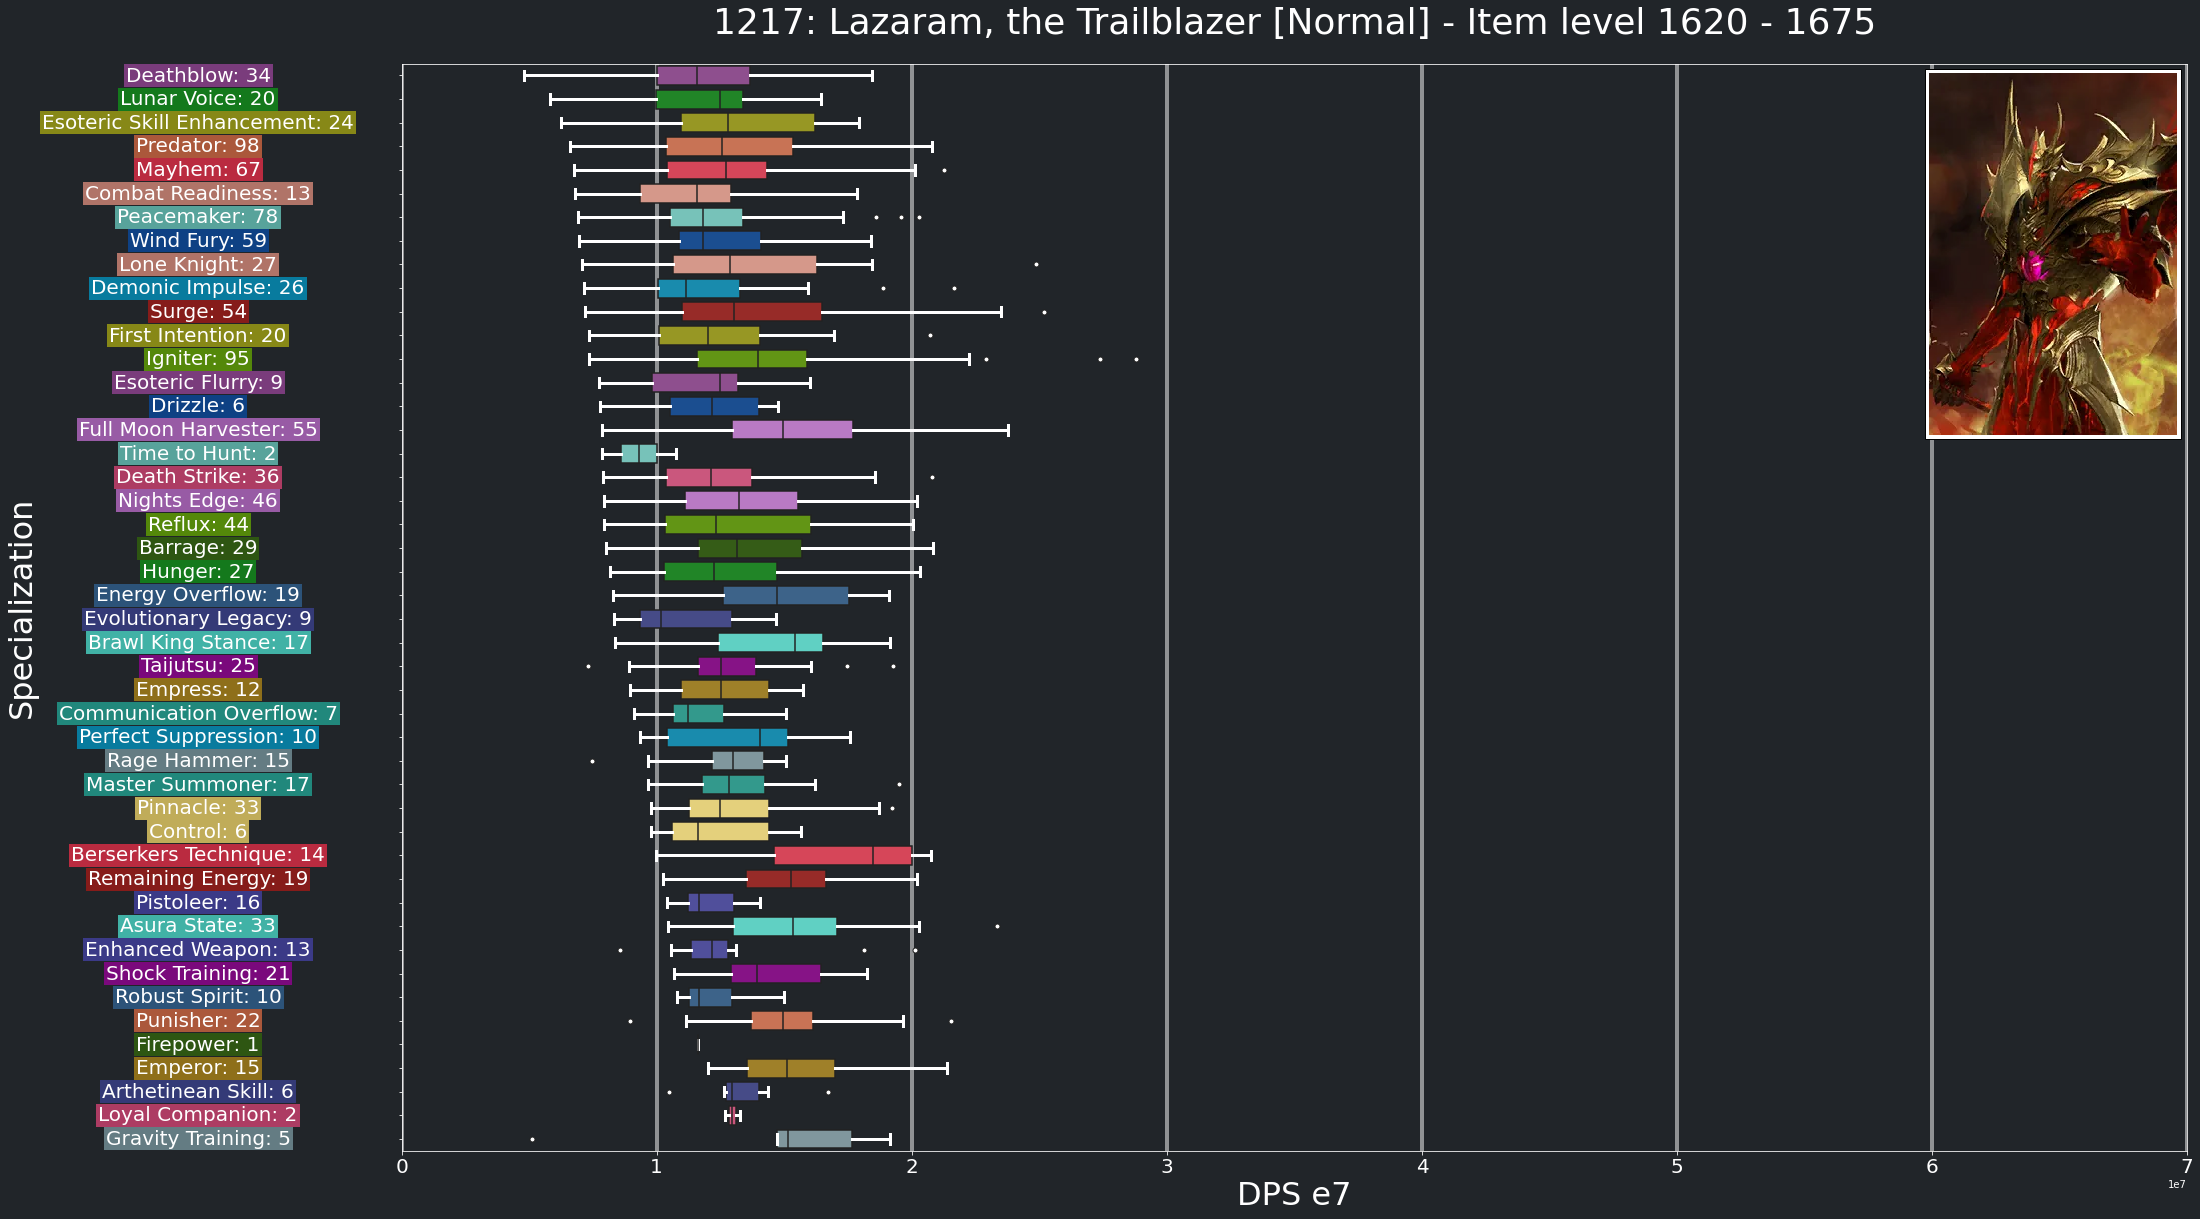 1217: Lazaram, the Trailblazer [Normal] - Item level 1620 - 1675
Deathblow: 34
Lunar Voice: 20
Esoteric Skill Enhancement: 24
Predator: 98
Mayhem: 67
Combat Readiness: 13
Peacemaker: 78
Wind Fury: 59
Lone Knight: 27
Demonic Impulse: 26
Surge: 54
First Intention: 20
Igniter: 95
Esoteric Flurry: 9
Drizzle: 6
Full Moon Harvester: 55
Time to Hunt: 2
Death Strike: 36
Nights Edge: 46
Reflux: 44
Barrage: 29
Hunger: 27
Energy Overflow: 19
Evolutionary Legacy: 9
Brawl King Stance: 17
Taijutsu: 25
Empress: 12
Communication Overflow: 7
Perfect Suppression: 10
Rage Hammer: 15
Master Summoner: 17
Pinnacle: 33
Control: 6
Berserkers Technique: 14
Remaining Energy: 19
Pistoleer: 16
Asura State: 33
Enhanced Weapon: 13
Shock Training: 21
Robust Spirit: 10
Punisher: 22
Firepower: 1
Emperor: 15
Arthetinean Skill: 6
Loyal Companion: 2
Gravity Training: 5
Specialization
0 1 2 3 4 5 6 7
1e7
DPS e7